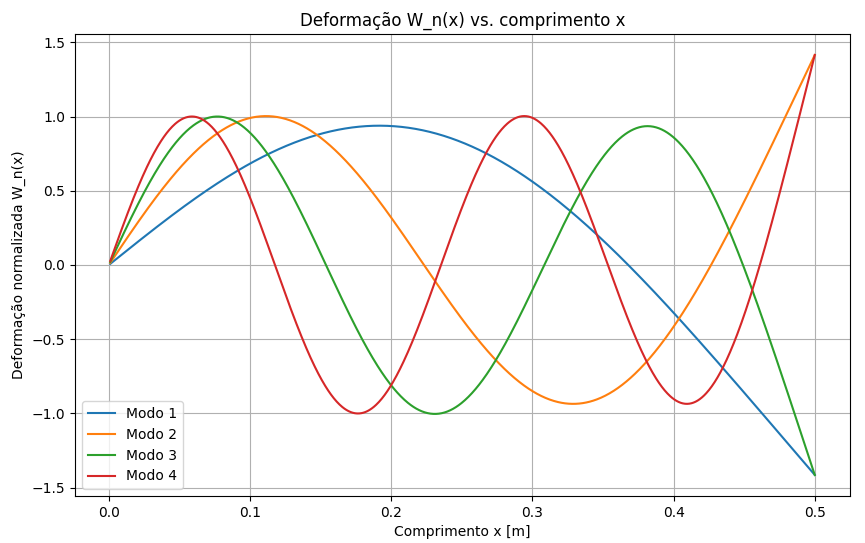 Deformação W_n(x) vs. comprimento x
Deformação normalizada W_n(x)
1.5
1.0
0.5
0.0
−0.5
−1.0
−1.5
Modo 1
Modo 2
Modo 3
Modo 4
0.0 0.1 0.2 0.3 0.4 0.5
Comprimento x [m]